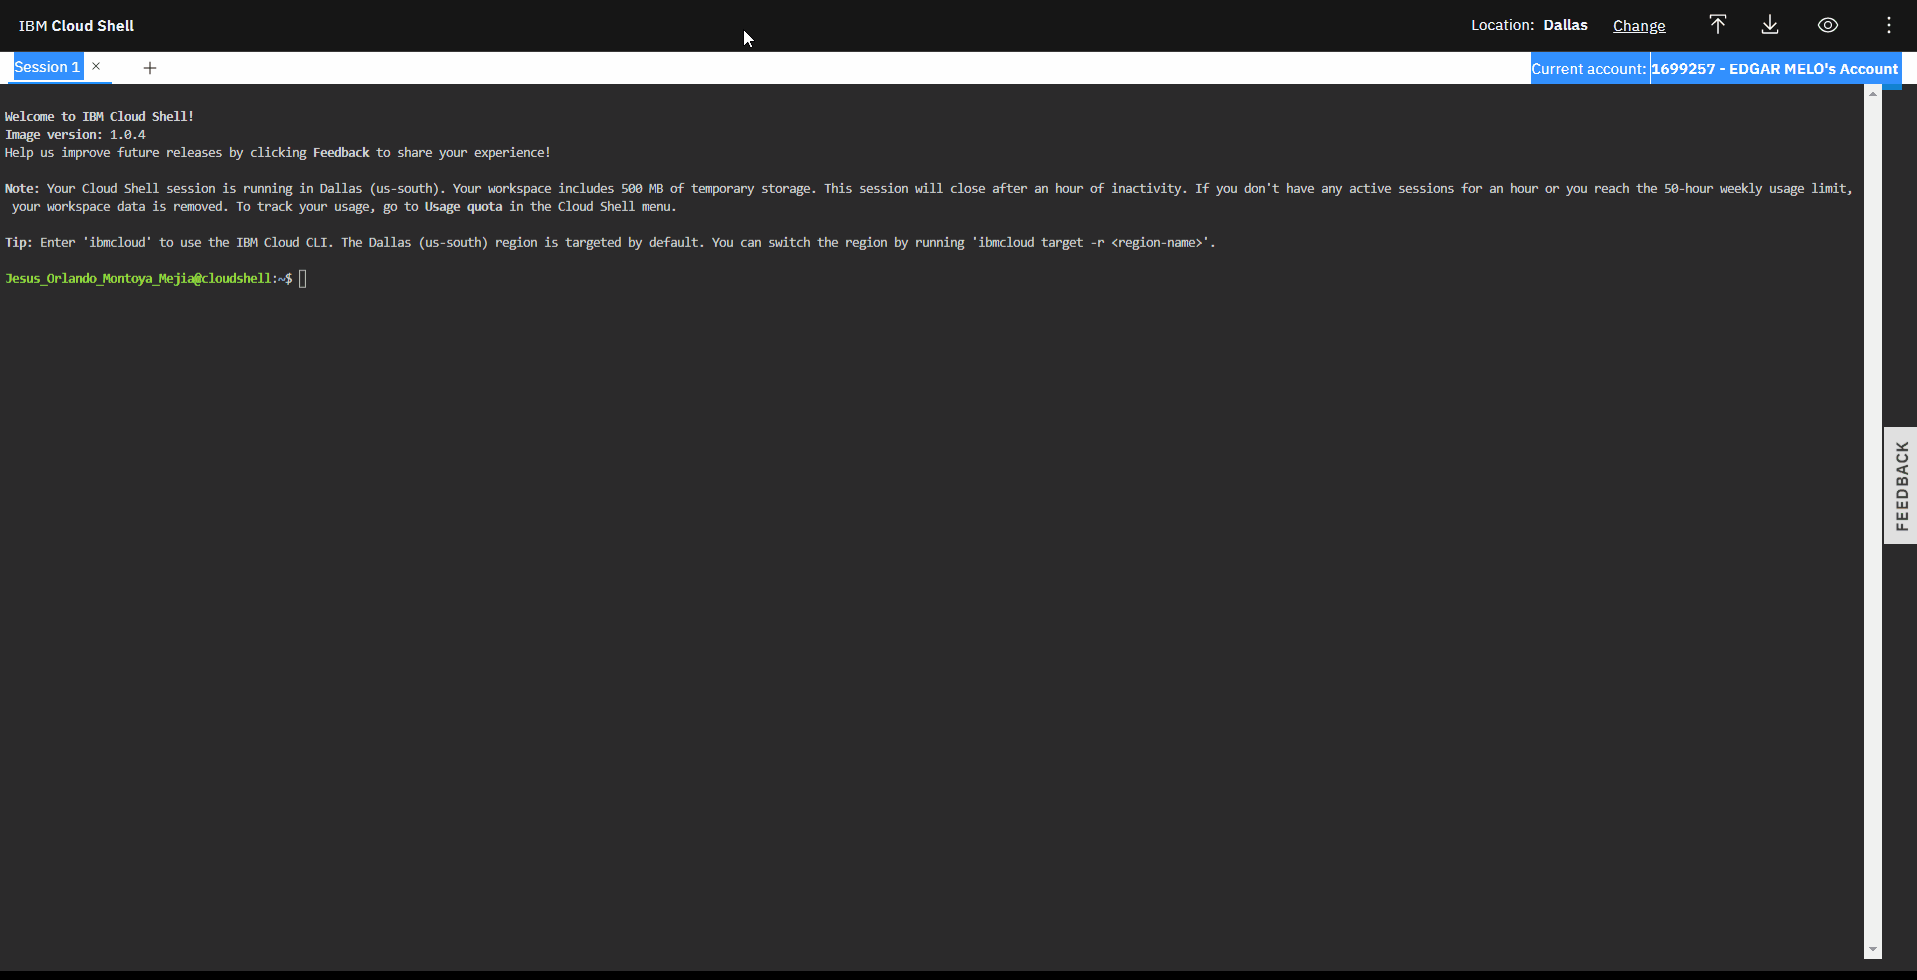 IBM Cloud Shell
Location: Dallas Change
Session 1 × +
Current account: 1699257 - EDGAR MELO's Account
Welcome to IBM Cloud Shell!
Image version: 1.0.4
Help us improve future releases by clicking Feedback to share your experience!
Note: Your Cloud Shell session is running in Dallas (us-south). Your workspace includes 500 MB of temporary storage. This session will close after an hour of inactivity. If you don't have any active sessions for an hour or you reach the 50-hour weekly usage limit,
your workspace data is removed. To track your usage, go to Usage quota in the Cloud Shell menu.
Tip: Enter 'ibmcloud' to use the IBM Cloud CLI. The Dallas (us-south) region is targeted by default. You can switch the region by running 'ibmcloud target -r <region-name>'.
Jesus_Orlando_Montoya_Mejia@cloudshell:~$
FEEDBACK